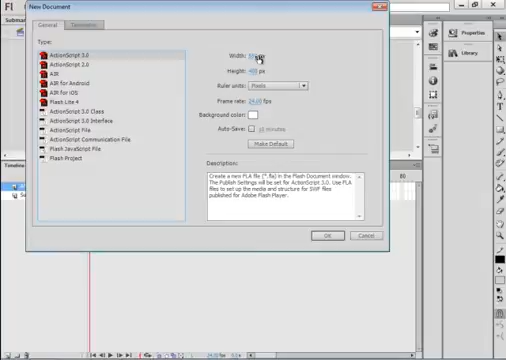 Fl
New Document
General
Templates
Type:
ActionScript 3.0
ActionScript 2.0
AIR
AIR for Android
AIR for iOS
Flash Lite 4
ActionScript 3.0 Class
ActionScript 3.0 Interface
ActionScript File
ActionScript Communication File
Flash JavaScript File
Flash Project
Width:
Height: 400 px
Ruler units: Pixels
Frame rate: 24.00 fps
Background color:
Auto-Save: 10 minutes
Make Default
Description:
Create a new FLA file (*.fla) in the Flash Document window.
The Publish Settings will be set for ActionScript 3.0. Use FLA
files to set up the media and structure for SWF files
published for Adobe Flash Player.
OK
Cancel
Properties
Library
Timeline